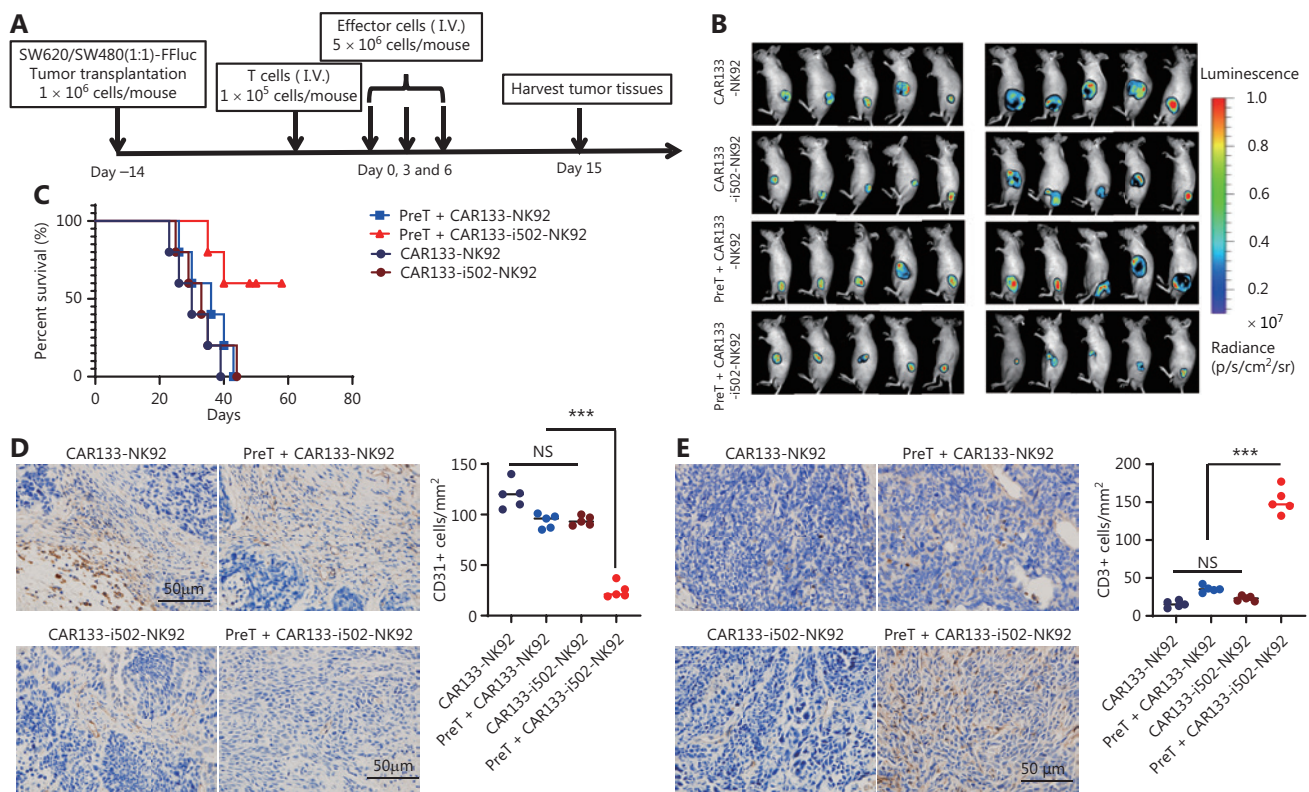 A
SW620/SW480(1:1)-FFluc
Tumor transplantation
1 × 10⁶ cells/mouse
T cells ( I.V.)
1 × 10⁵ cells/mouse
Effector cells ( I.V.)
5 × 10⁶ cells/mouse
Harvest tumor tissues
Day –14
Day 0, 3 and 6
Day 15
B
CAR133
-NK92
CAR133
-i502-NK92
PreT + CAR133
-NK92
PreT + CAR133
-i502-NK92
Luminescence
1.0
0.8
0.6
0.4
0.2
× 10⁷
Radiance
(p/s/cm²/sr)
C
Percent survival (%)
100
50
0
0
20
40
60
80
Days
PreT + CAR133-NK92
PreT + CAR133-i502-NK92
CAR133-NK92
CAR133-i502-NK92
D
CAR133-NK92
PreT + CAR133-NK92
50μm
CAR133-i502-NK92
PreT + CAR133-i502-NK92
50μm
CD31+ cells/mm²
150
100
50
0
NS
***
CAR133-NK92
PreT + CAR133-NK92
CAR133-i502-NK92
PreT + CAR133-i502-NK92
E
CAR133-NK92
PreT + CAR133-NK92
CAR133-i502-NK92
PreT + CAR133-i502-NK92
50 μm
CD3+ cells/mm²
200
150
100
50
0
NS
***
CAR133-NK92
PreT + CAR133-NK92
CAR133-i502-NK92
PreT + CAR133-i502-NK92